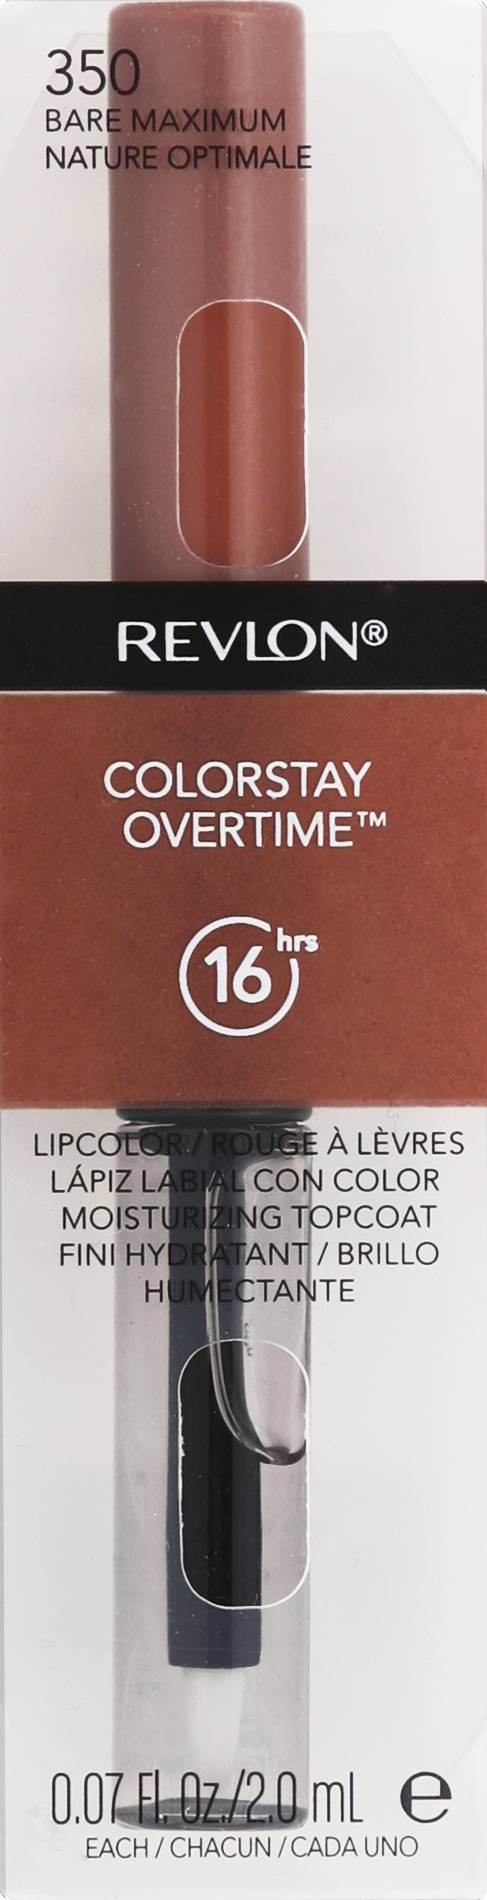 350
BARE MAXIMUM
NATURE OPTIMALE
REVLON®
COLORSTAY
OVERTIME™
16 hrs
LIPCOLOR / ROUGE À LÈVRES
LÁPIZ LABIAL CON COLOR
MOISTURIZING TOPCOAT
FINI HYDRATANT / BRILLO
HUMECTANTE
0.07 Fl. Oz./2.0 mL e
EACH / CHACUN / CADA UNO